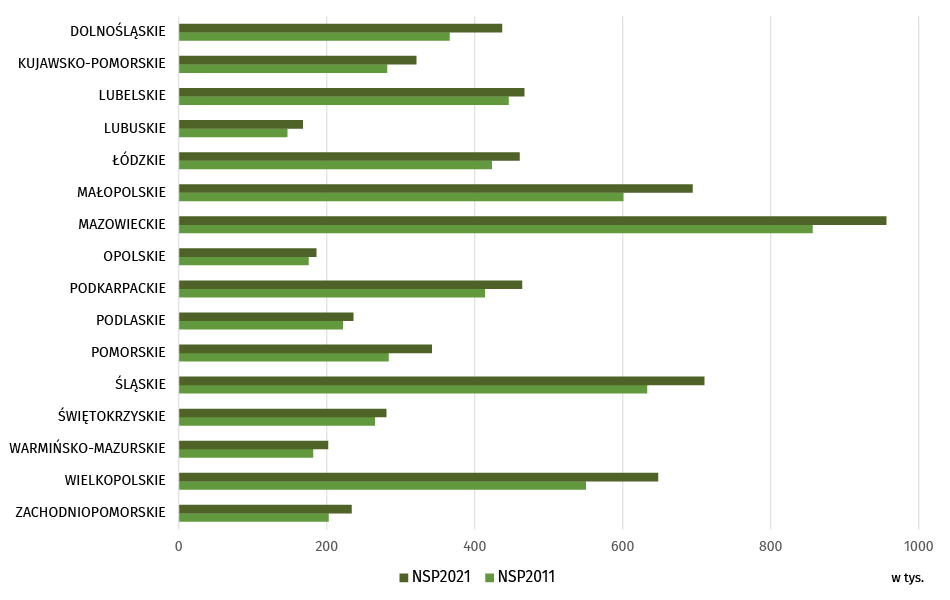 DOLNOŚLĄSKIE
KUJAWSKO-POMORSKIE
LUBELSKIE
LUBUSKIE
ŁÓDZKIE
MAŁOPOLSKIE
MAZOWIECKIE
OPOLSKIE
PODKARPACKIE
PODLASKIE
POMORSKIE
ŚLĄSKIE
ŚWIĘTOKRZYSKIE
WARMIŃSKO-MAZURSKIE
WIELKOPOLSKIE
ZACHODNIOPOMORSKIE
0 200 400 600 800 1000
NSP2021 NSP2011 w tys.